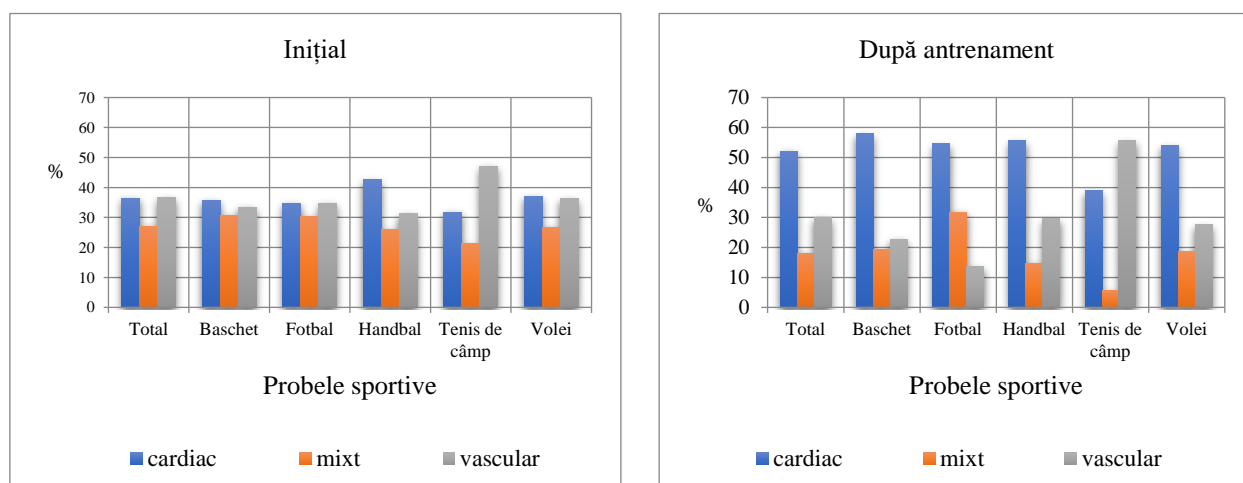 Inițial
70
60
50
40
30
20
10
0
%
Total Baschet Fotbal Handbal Tenis de Volei
câmp
Probele sportive
cardiac mixt vascular
După antrenament
70
60
50
40
30
20
10
0
%
Total Baschet Fotbal Handbal Tenis de Volei
câmp
Probele sportive
cardiac mixt vascular